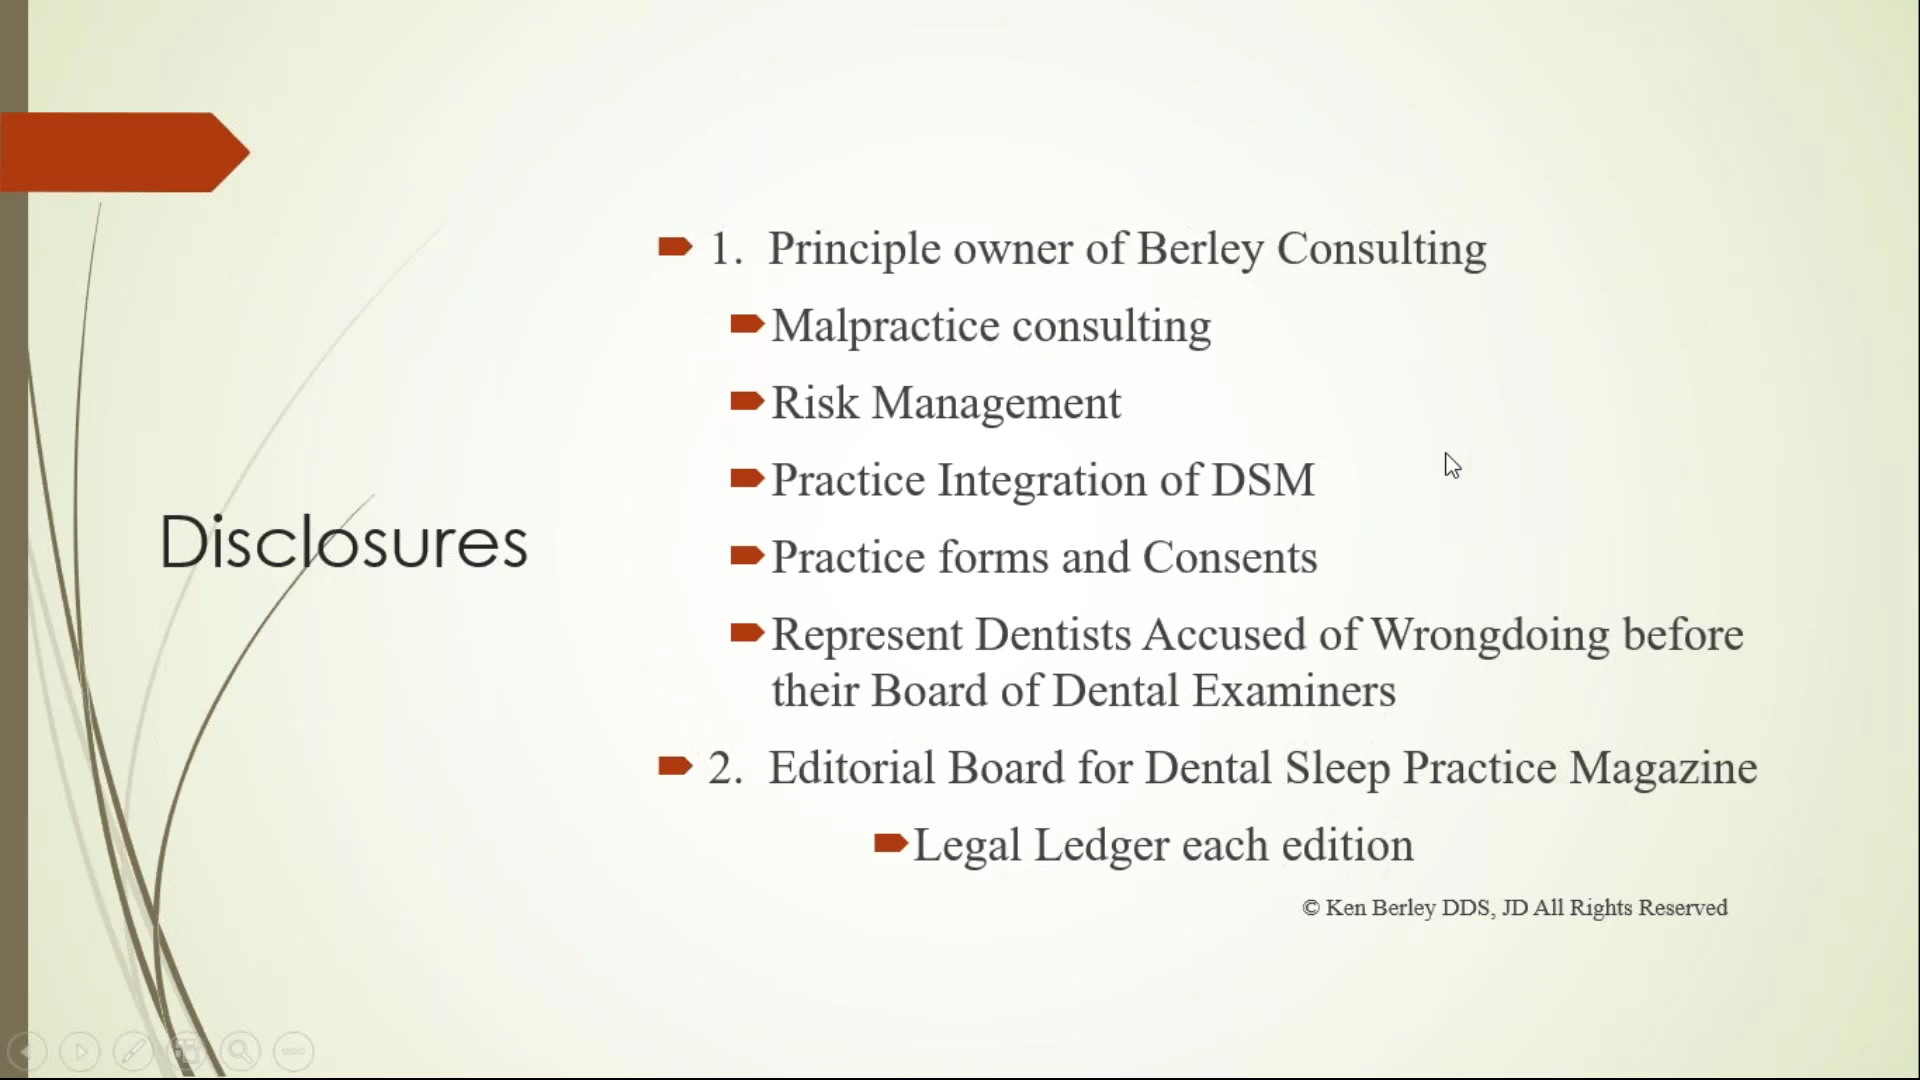 Disclosures
1. Principle owner of Berley Consulting
Malpractice consulting
Risk Management
Practice Integration of DSM
Practice forms and Consents
Represent Dentists Accused of Wrongdoing before
their Board of Dental Examiners
2. Editorial Board for Dental Sleep Practice Magazine
Legal Ledger each edition
© Ken Berley DDS, JD All Rights Reserved